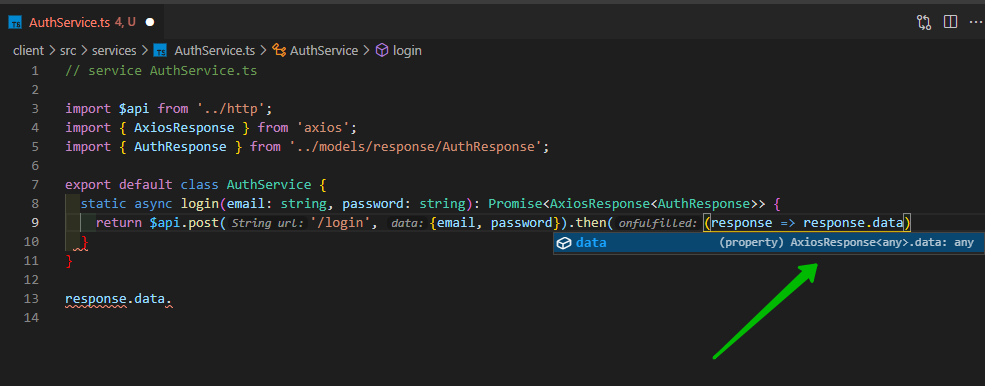 TS AuthService.ts 4, U
client > src > services > TS AuthService.ts > AuthService > login
1 // service AuthService.ts
2
3 import $api from '../http';
4 import { AxiosResponse } from 'axios';
5 import { AuthResponse } from '../models/response/AuthResponse';
6
7 export default class AuthService {
8 static async login(email: string, password: string): Promise<AxiosResponse<AuthResponse>> {
9 return $api.post( String url: '/login', data: {email, password}).then( onfulfilled: (response => response.data)
data (property) AxiosResponse<any>.data: any
10 }
11 }
12
13 response.data.
14